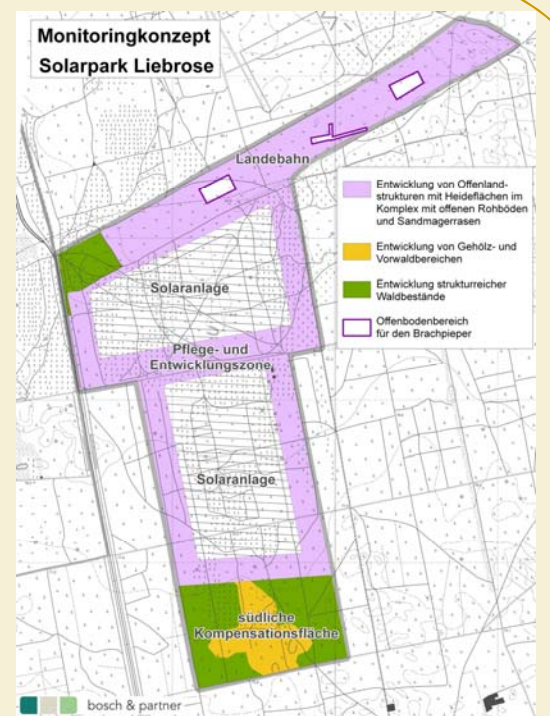 Monitoringkonzept
Solarpark Liebrose
Landebahn
Entwicklung von Offenland-
strukturen mit Heideflächen im
Komplex mit offenen Rohböden
und Sandmagerrasen
Entwicklung von Gehölz- und
Vorwaldbereichen
Entwicklung strukturreicher
Waldbestände
Offenbodenbereich
für den Brachpieper
Solaranlage
Pflege- und
Entwicklungszone
Solaranlage
südliche
Kompensationsfläche
bosch & partner